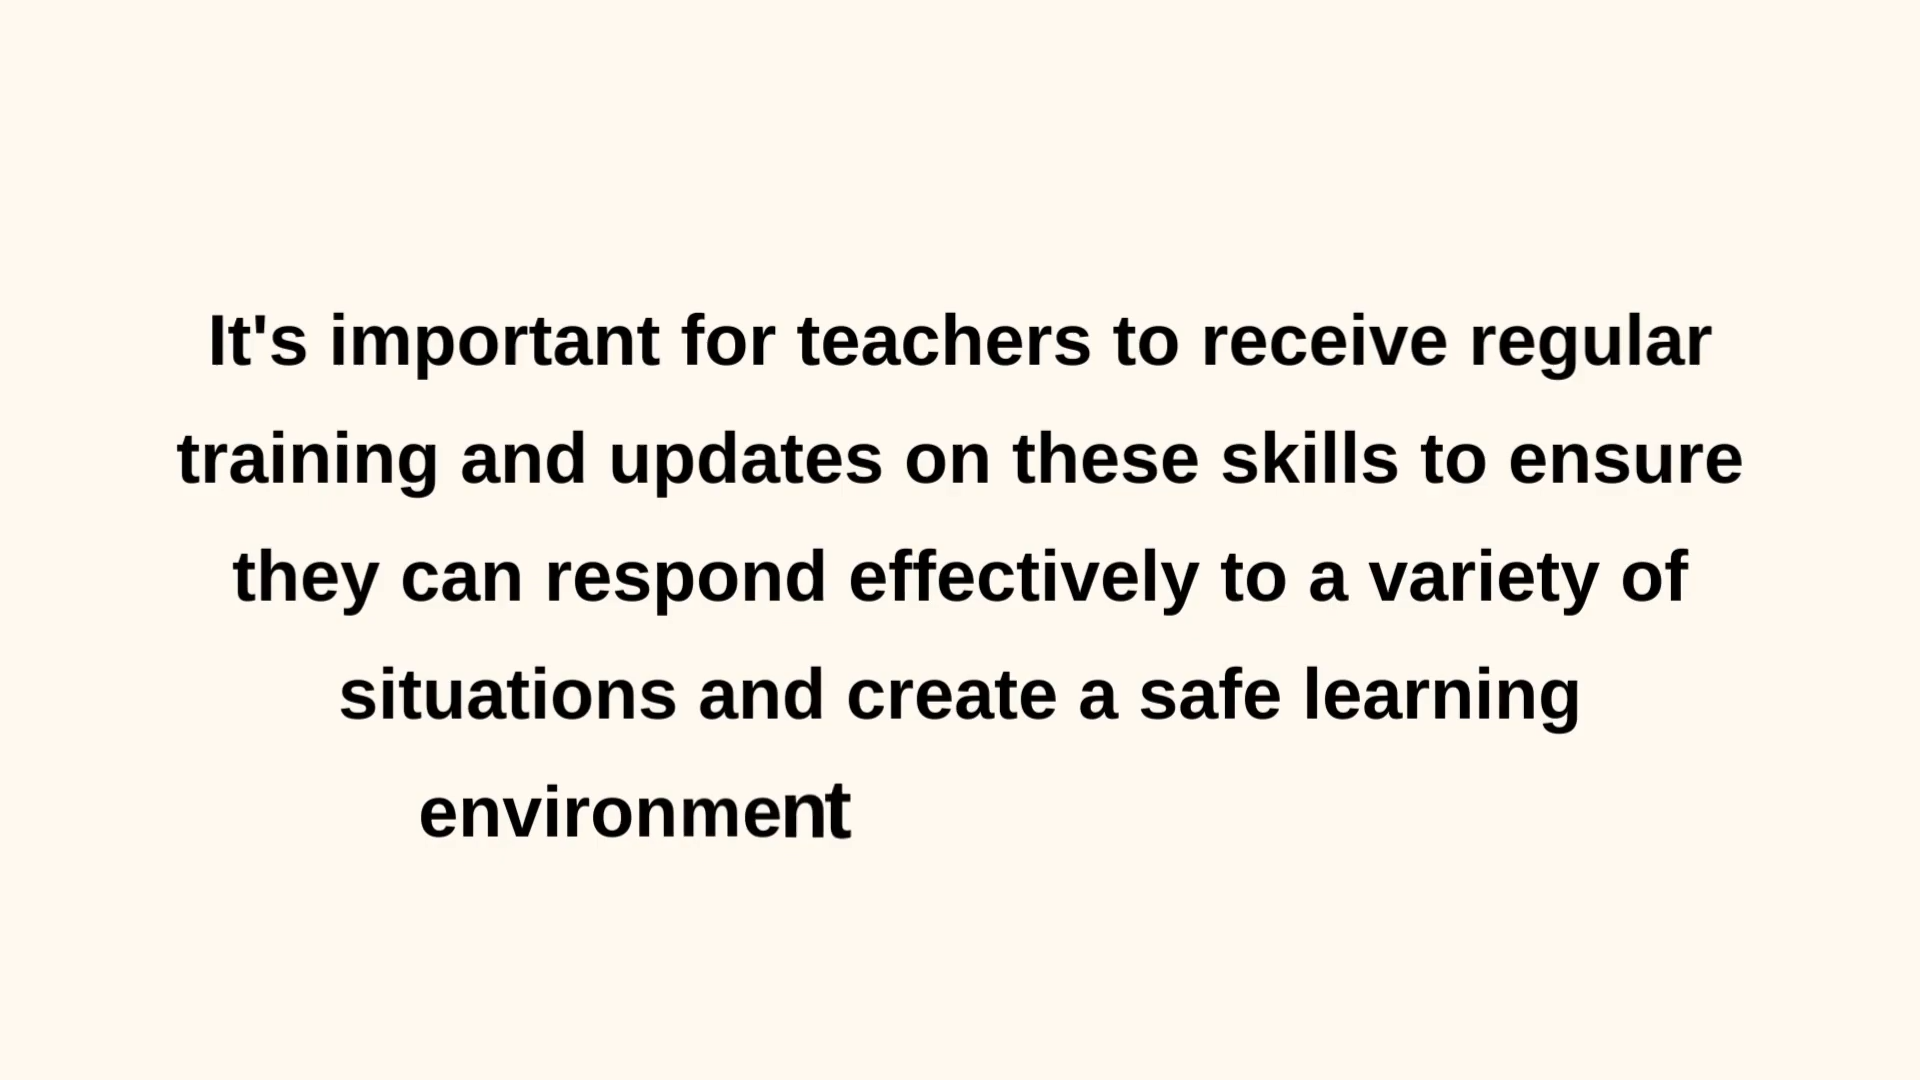 It's important for teachers to receive regular
training and updates on these skills to ensure
they can respond effectively to a variety of
situations and create a safe learning
environment